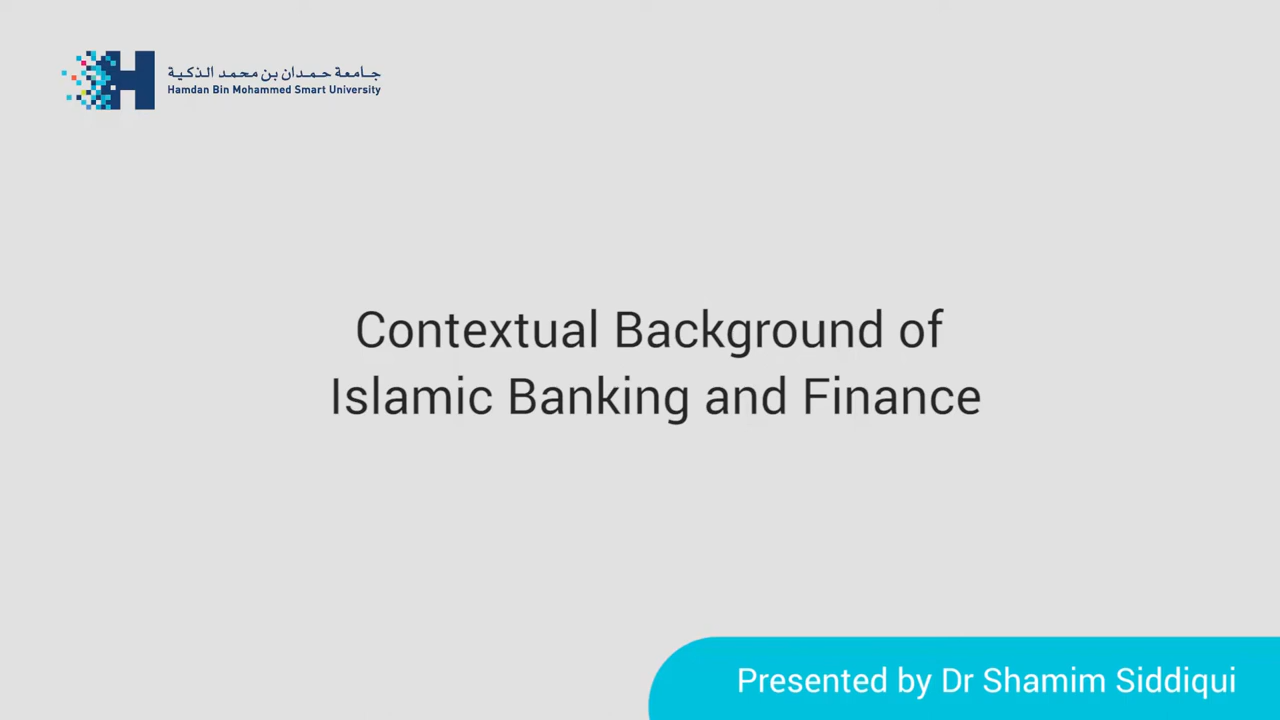 جامعة حمدان بن محمد الذكية
Hamdan Bin Mohammed Smart University
Contextual Background of
Islamic Banking and Finance
Presented by Dr Shamim Siddiqui